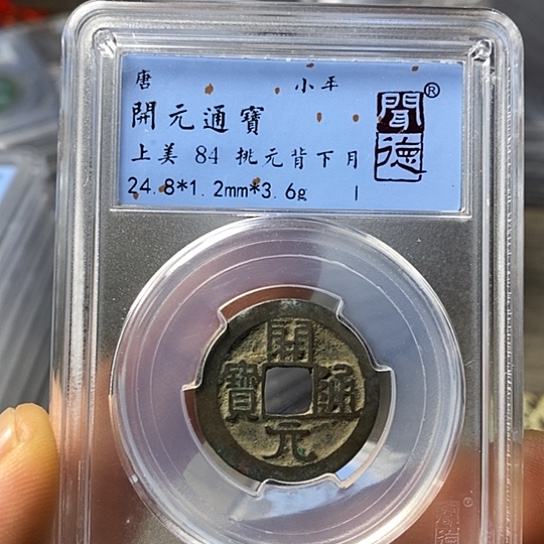 唐 小平
開元通寶
上美 84 挑元背下月
24.8*1.2mm*3.6g 1
聞德®
開元通寶